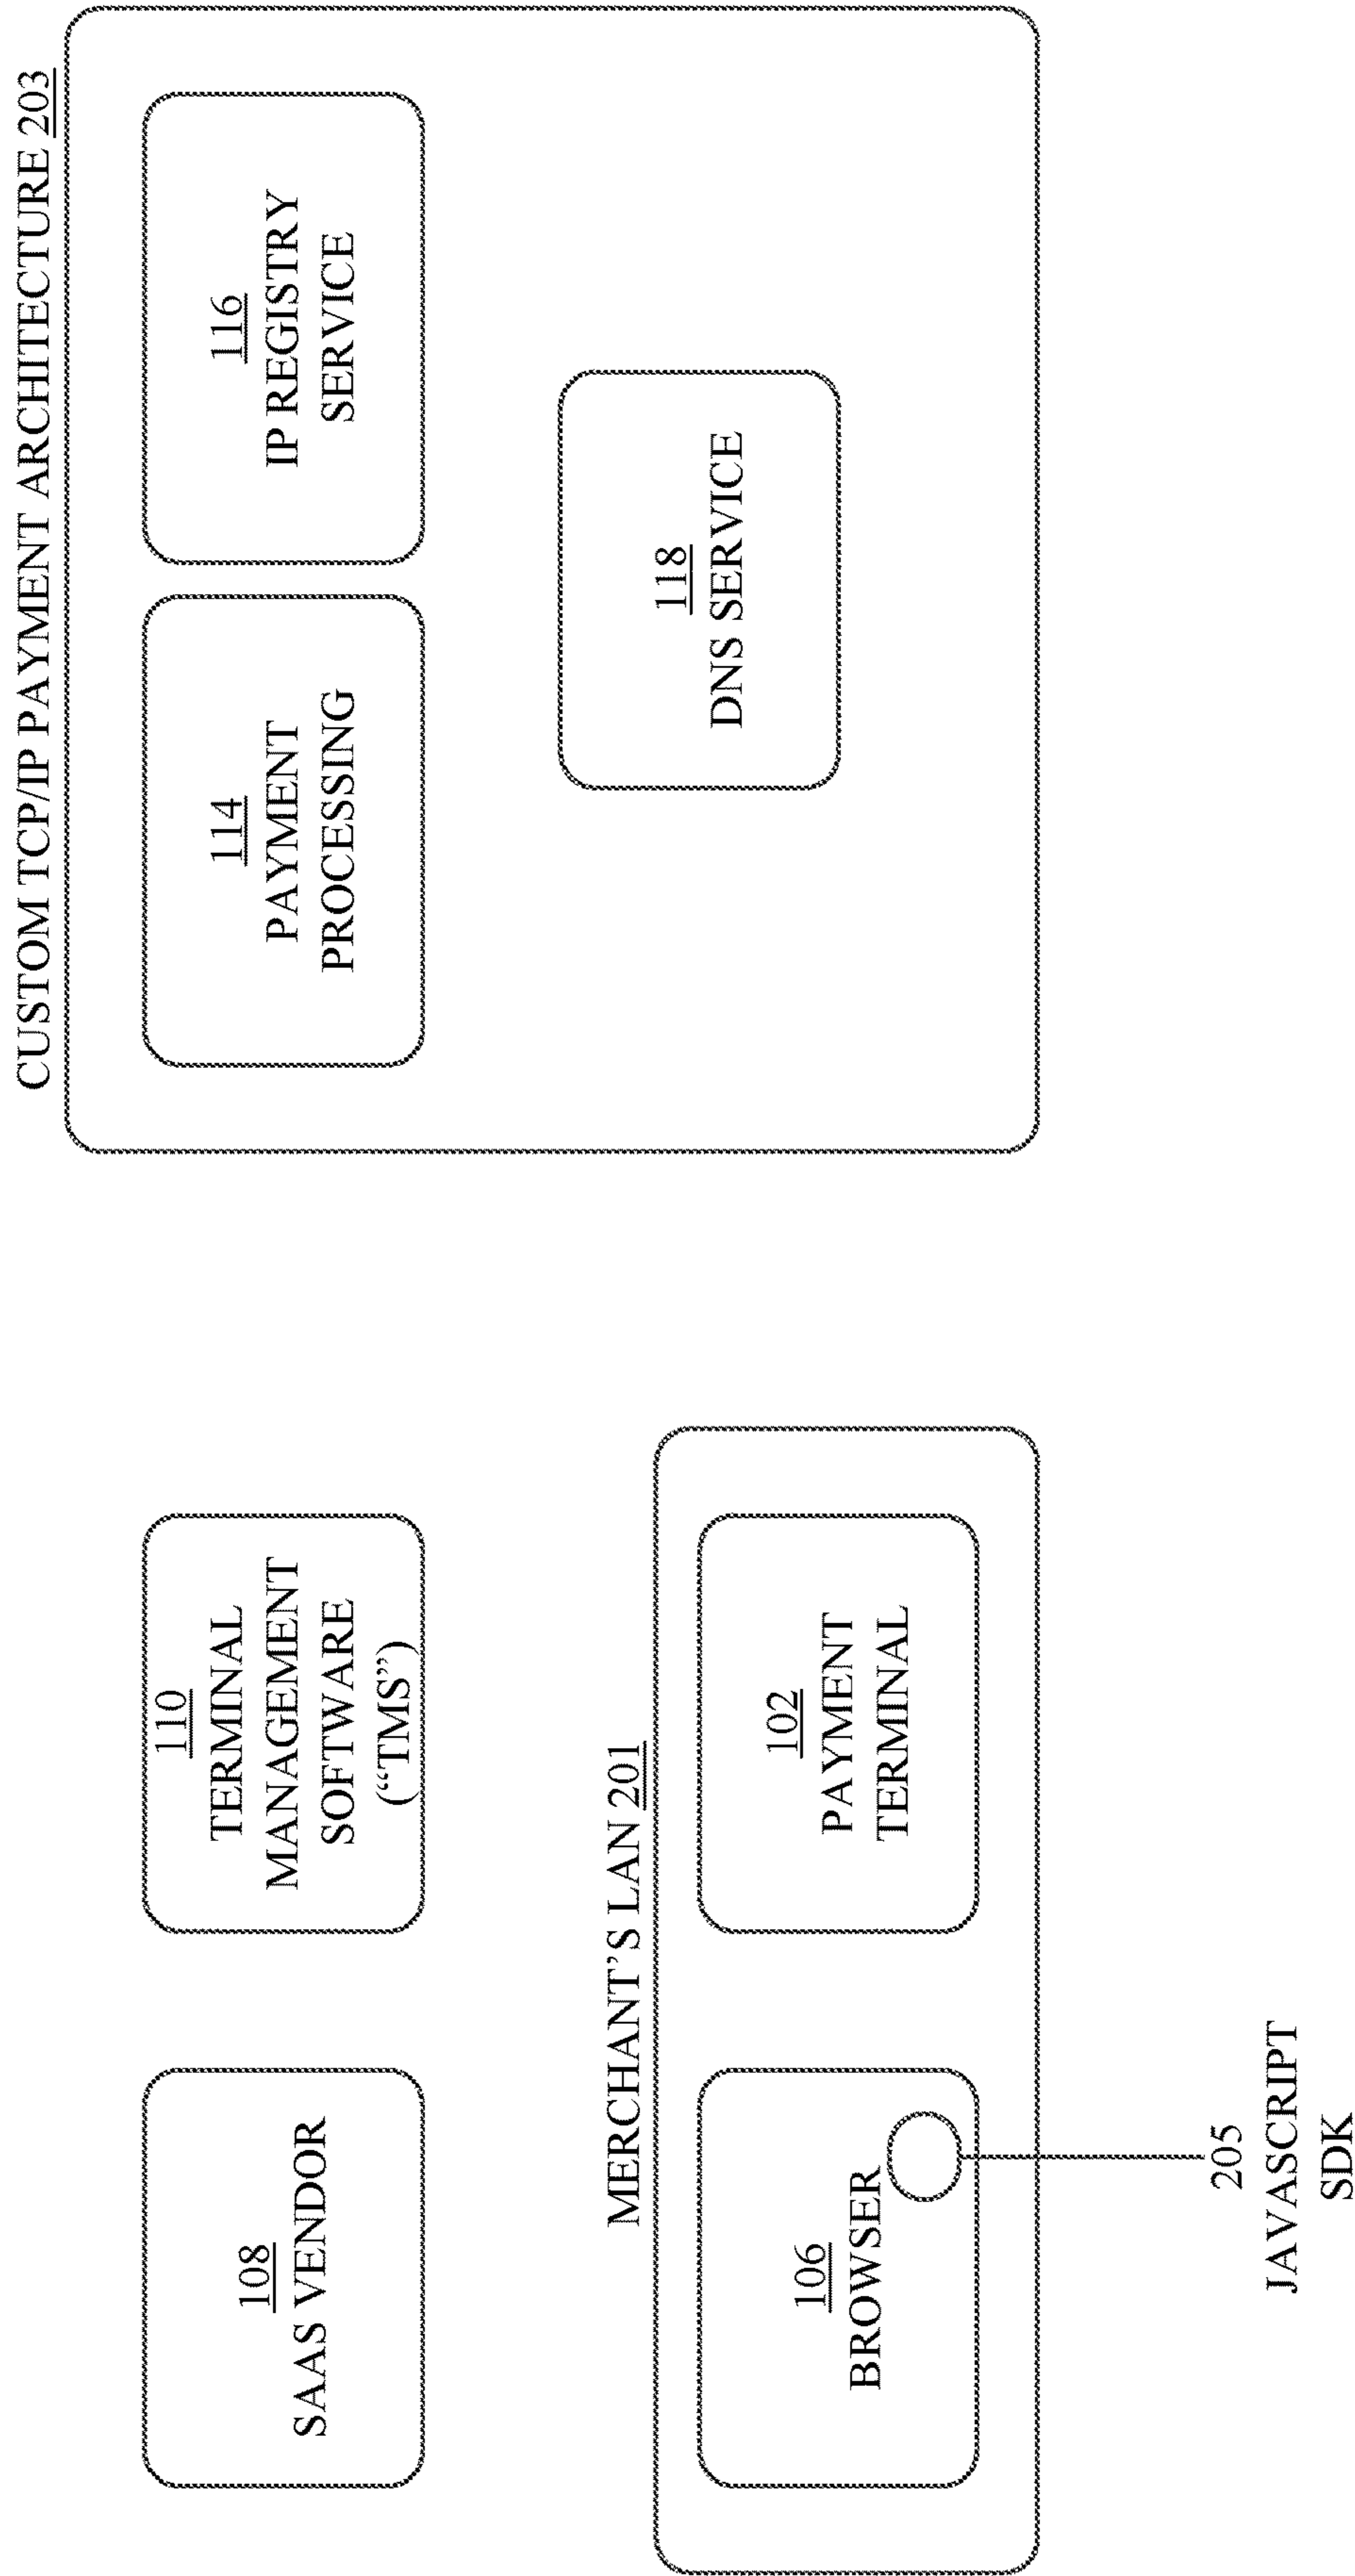 CUSTOM TCP/IP PAYMENT ARCHITECTURE 203
108
SAAS VENDOR
110
TERMINAL
MANAGEMENT
SOFTWARE
(“TMS”)
114
PAYMENT
PROCESSING
116
IP REGISTRY
SERVICE
MERCHANT’S LAN 201
106
BROWSER
102
PAYMENT
TERMINAL
118
DNS SERVICE
205
JAVASCRIPT
SDK